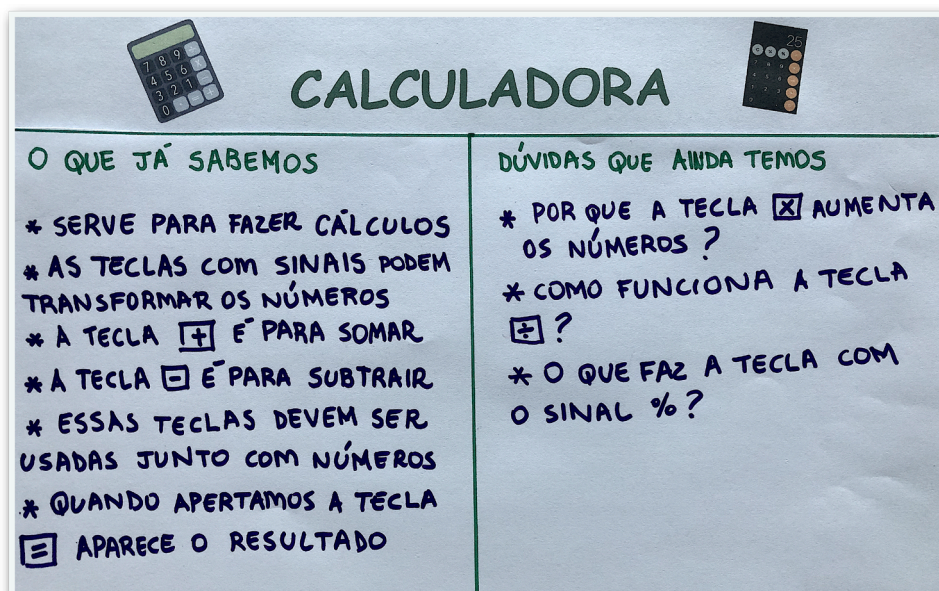 CALCULADORA
O QUE JÁ SABEMOS
* SERVE PARA FAZER CÁLCULOS
* AS TECLAS COM SINAIS PODEM
TRANSFORMAR OS NÚMEROS
* A TECLA + É PARA SOMAR
* A TECLA - É PARA SUBTRAIR
* ESSAS TECLAS DEVEM SER
USADAS JUNTO COM NÚMEROS
* QUANDO APERTAMOS A TECLA
= APARECE O RESULTADO
DÚVIDAS QUE AINDA TEMOS
* POR QUE A TECLA X AUMENTA
OS NÚMEROS ?
* COMO FUNCIONA A TECLA
÷ ?
* O QUE FAZ A TECLA COM
O SINAL % ?